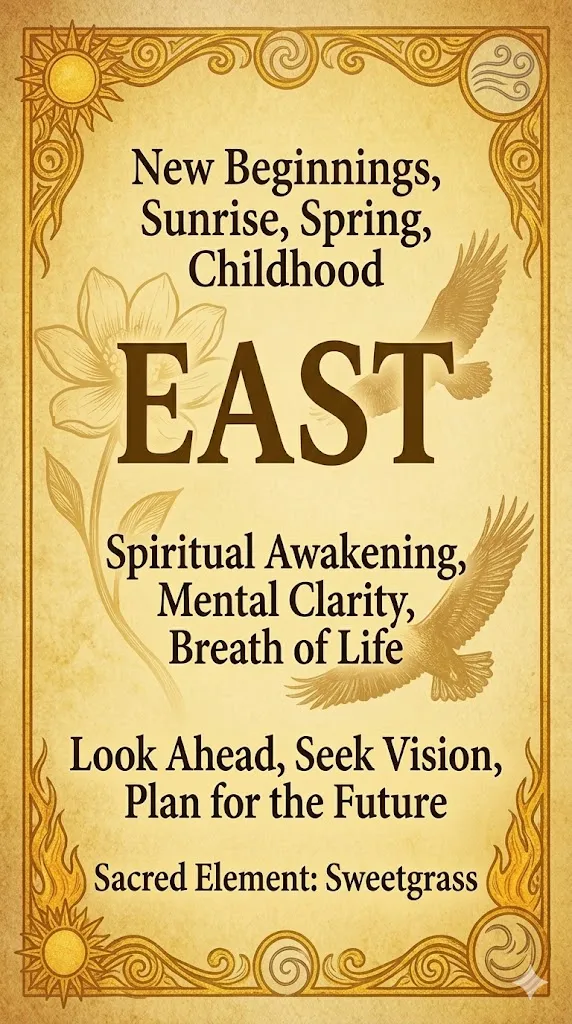 New Beginnings,
Sunrise, Spring,
Childhood
EAST
Spiritual Awakening,
Mental Clarity,
Breath of Life
Look Ahead, Seek Vision,
Plan for the Future
Sacred Element: Sweetgrass